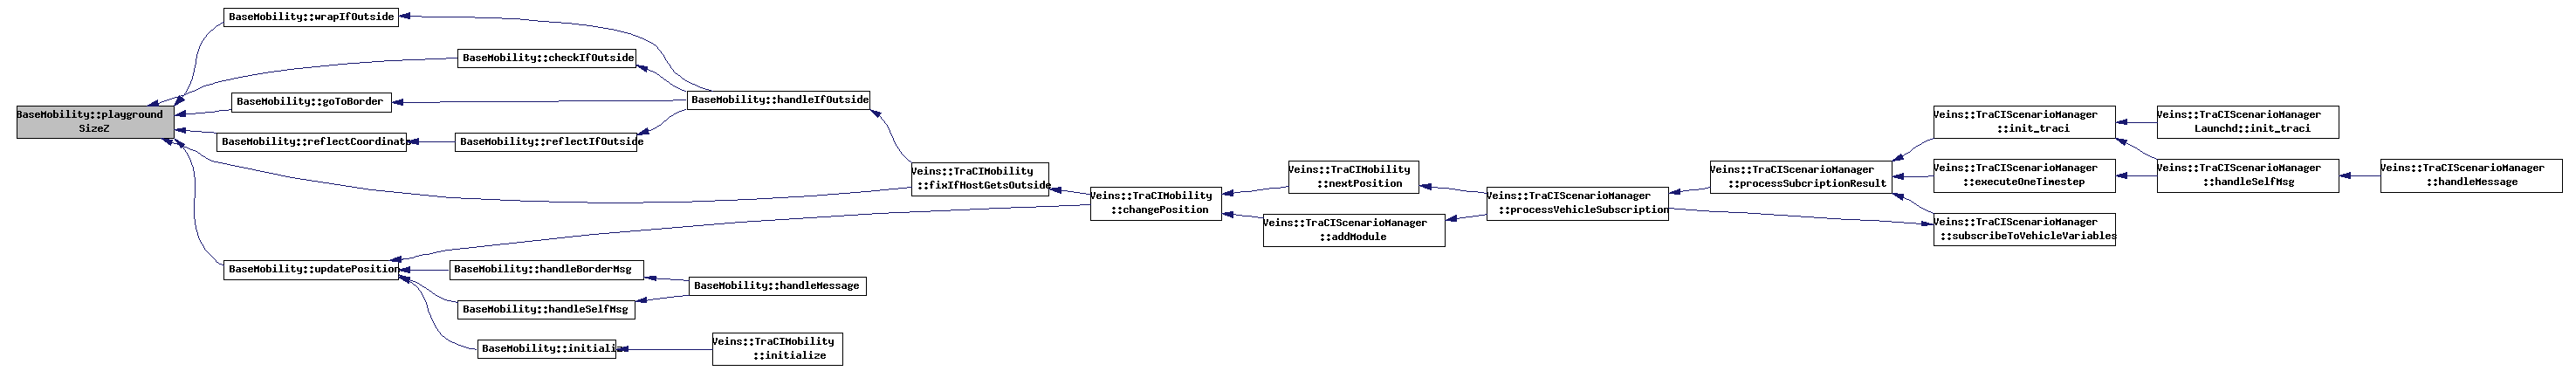 BaseMobility::playground
SizeZ
BaseMobility::wrapIfOutside
BaseMobility::checkIfOutside
BaseMobility::goToBorder
BaseMobility::reflectCoordinate
BaseMobility::reflectIfOutside
BaseMobility::updatePosition
BaseMobility::handleBorderMsg
BaseMobility::handleSelfMsg
BaseMobility::initialize
BaseMobility::handleIfOutside
BaseMobility::handleMessage
Veins::TraCIMobility
::initialize
Veins::TraCIMobility
::fixIfHostGetsOutside
Veins::TraCIMobility
::changePosition
Veins::TraCIMobility
::nextPosition
Veins::TraCIScenarioManager
::addModule
Veins::TraCIScenarioManager
::processVehicleSubscription
Veins::TraCIScenarioManager
::processSubcriptionResult
Veins::TraCIScenarioManager
::init_traci
Veins::TraCIScenarioManager
::executeOneTimestep
Veins::TraCIScenarioManager
::subscribeToVehicleVariables
Veins::TraCIScenarioManager
Launchd::init_traci
Veins::TraCIScenarioManager
::handleSelfMsg
Veins::TraCIScenarioManager
::handleMessage